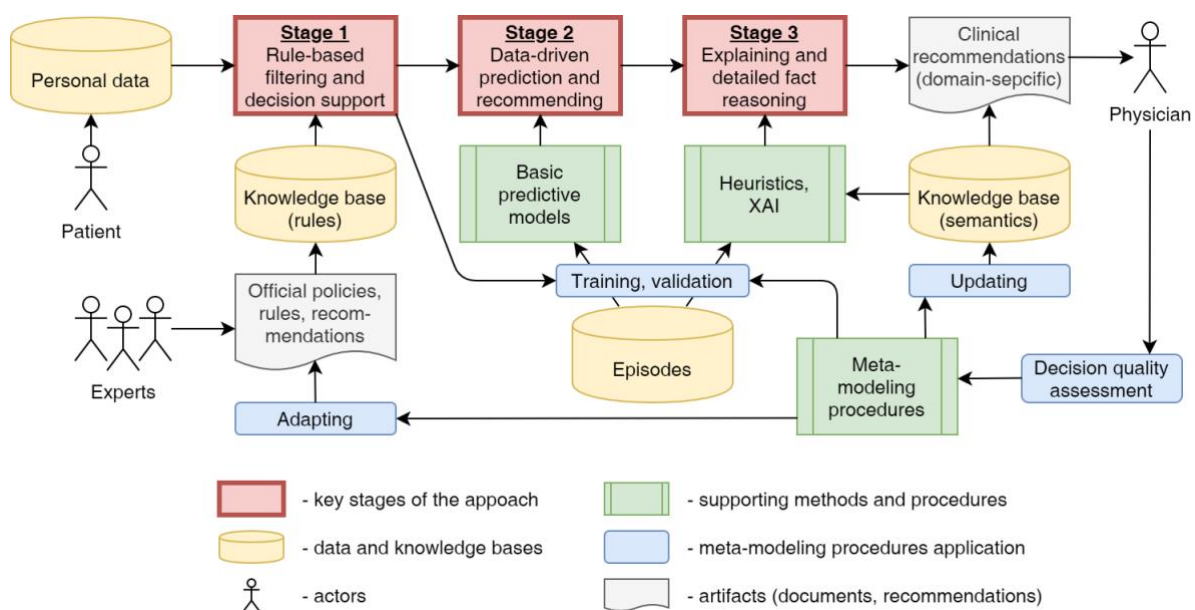 Personal data
Stage 1
Rule-based
filtering and
decision support
Stage 2
Data-driven
prediction and
recommending
Stage 3
Explaining and
detailed fact
reasoning
Clinical
recommendations
(domain-sepcific)
Physician
Patient
Knowledge base
(rules)
Basic
predictive
models
Heuristics,
XAI
Knowledge base
(semantics)
Experts
Official policies,
rules, recom-
mendations
Training, validation
Updating
Episodes
Meta-
modeling
procedures
Decision quality
assessment
Adapting
- key stages of the appoach
- supporting methods and procedures
- data and knowledge bases
- meta-modeling procedures application
- actors
- artifacts (documents, recommendations)